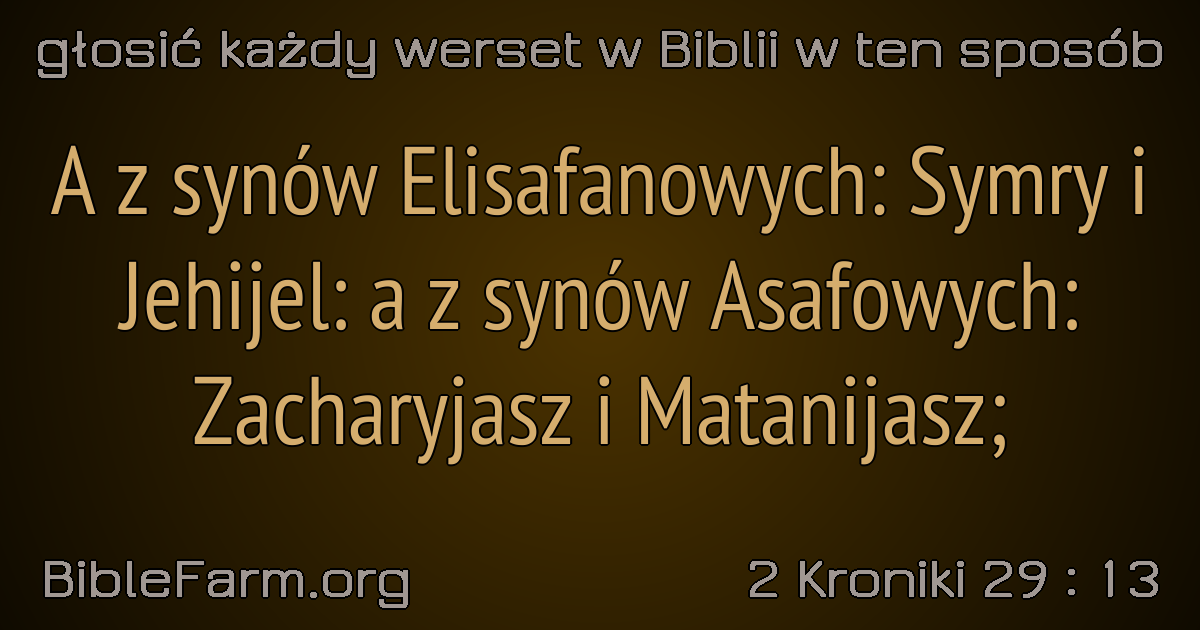 głosić każdy werset w Biblii w ten sposób
A z synów Elisafanowych: Symry i
Jehijel: a z synów Asafowych:
Zacharyjasz i Matanijasz;
BibleFarm.org
2 Kroniki 29 : 13